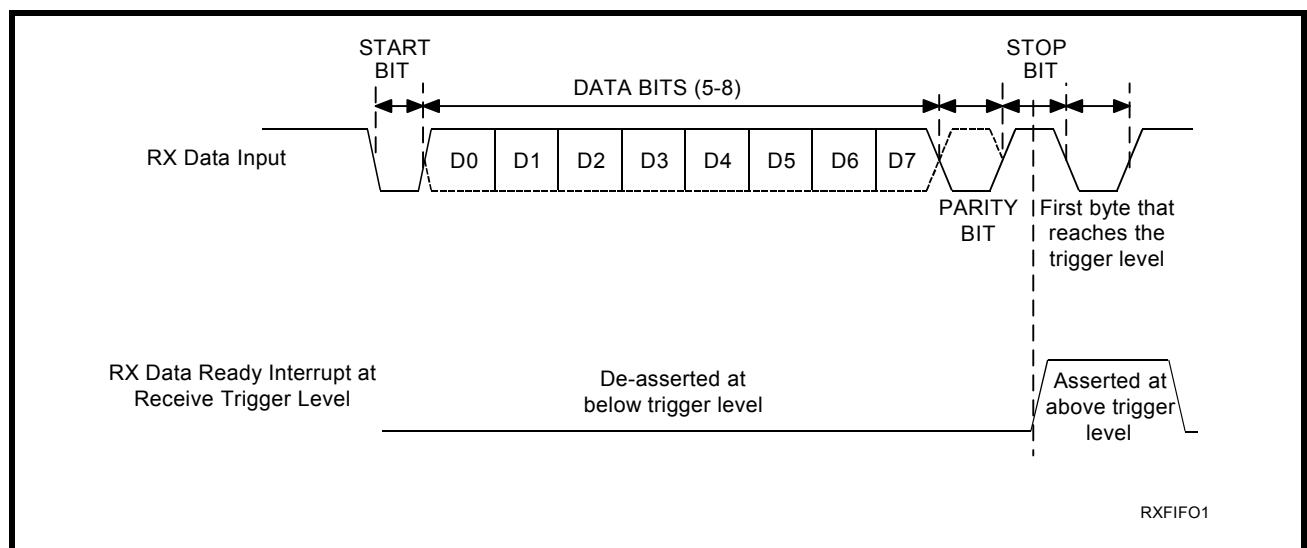 START
BIT
STOP
BIT
DATA BITS (5-8)
RX Data Input
D0 D1 D2 D3 D4 D5 D6 D7
PARITY
BIT
First byte that
reaches the
trigger level
RX Data Ready Interrupt at
Receive Trigger Level
De-asserted at
below trigger level
Asserted at
above trigger
level
RXFIFO1